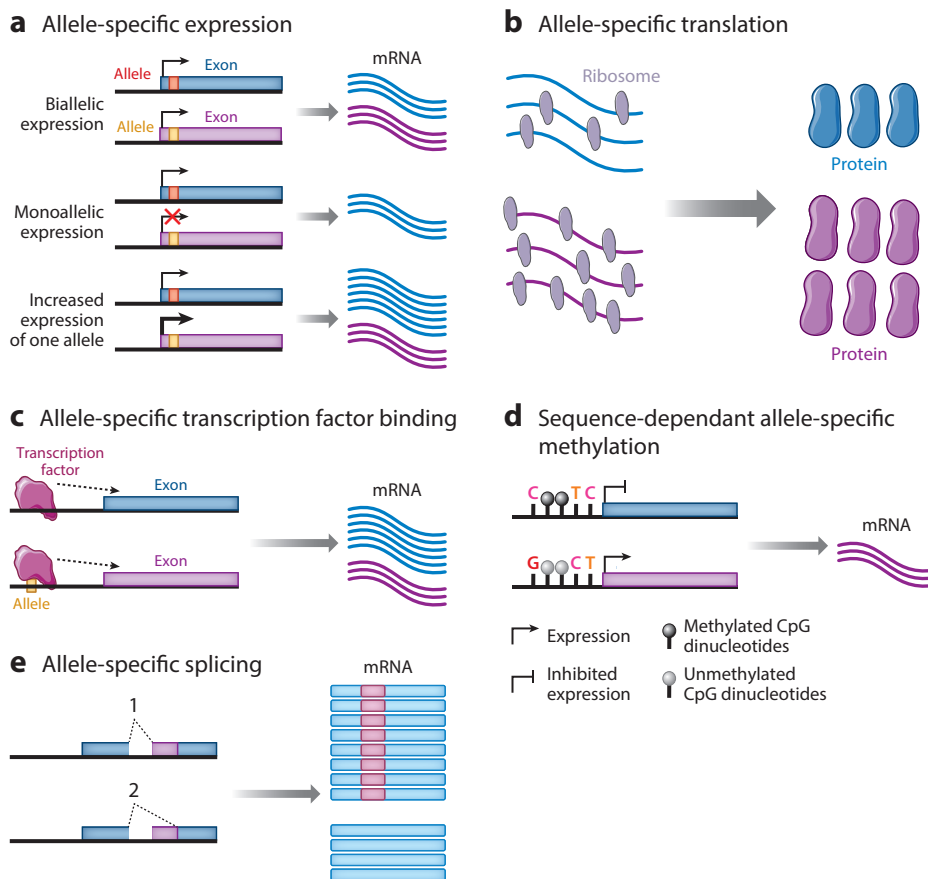 a Allele-specific expression
Allele
Exon
Biallelic
expression
Allele
Exon
mRNA
Monoallelic
expression
Increased
expression
of one allele
b Allele-specific translation
Ribosome
Protein
Protein
c Allele-specific transcription factor binding
Transcription
factor
Exon
Exon
Allele
mRNA
d Sequence-dependant allele-specific
methylation
C T C
G C T
mRNA
Expression
Methylated CpG
dinucleotides
Inhibited
expression
Unmethylated
CpG dinucleotides
e Allele-specific splicing
1
2
mRNA